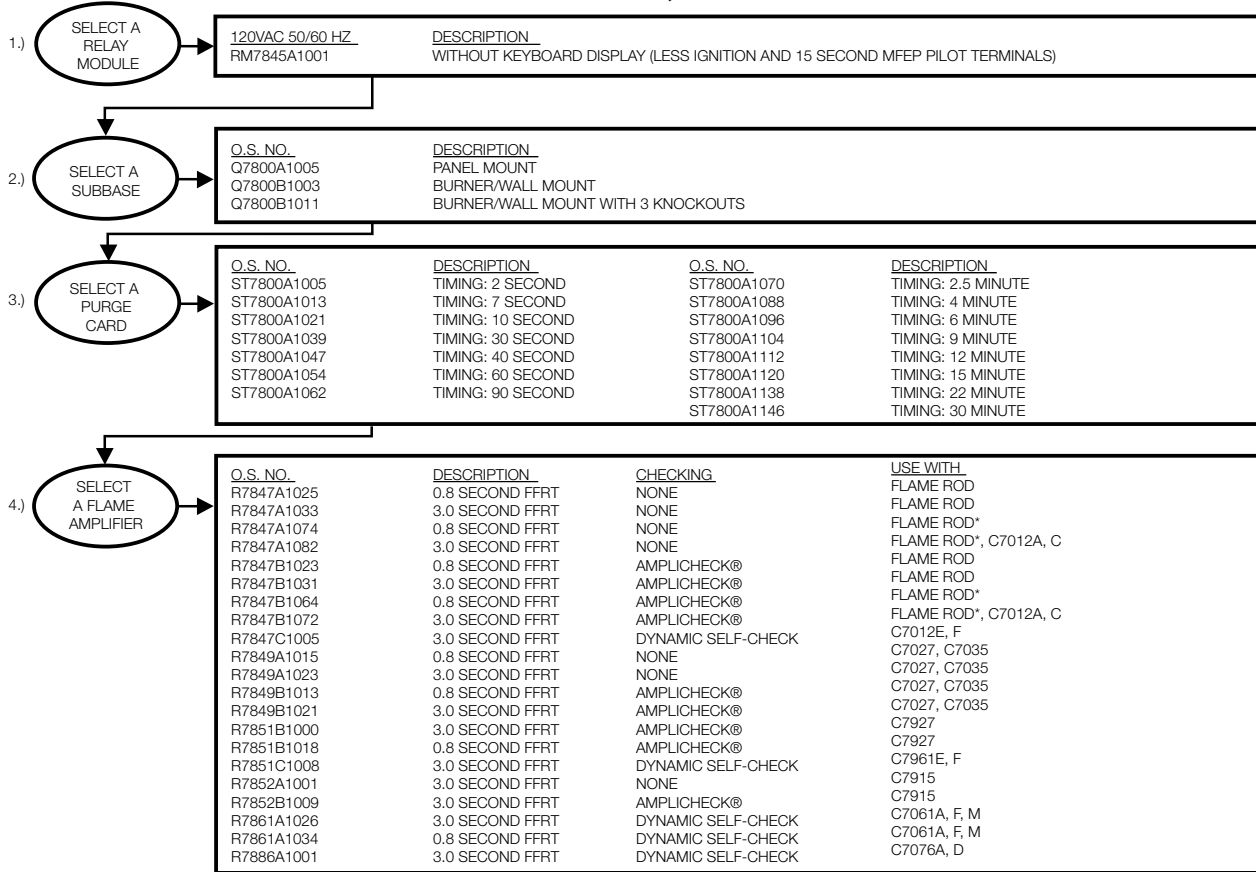 1.)
SELECT A
RELAY
MODULE
120VAC 50/60 HZ DESCRIPTION
RM7845A1001 WITHOUT KEYBOARD DISPLAY (LESS IGNITION AND 15 SECOND MFEP PILOT TERMINALS)
2.)
SELECT A
SUBBASE
O.S. NO. DESCRIPTION
Q7800A1005 PANEL MOUNT
Q7800B1003 BURNER/WALL MOUNT
Q7800B1011 BURNER/WALL MOUNT WITH 3 KNOCKOUTS
3.)
SELECT A
PURGE
CARD
O.S. NO. DESCRIPTION O.S. NO. DESCRIPTION
ST7800A1005 TIMING: 2 SECOND ST7800A1070 TIMING: 2.5 MINUTE
ST7800A1013 TIMING: 7 SECOND ST7800A1088 TIMING: 4 MINUTE
ST7800A1021 TIMING: 10 SECOND ST7800A1096 TIMING: 6 MINUTE
ST7800A1039 TIMING: 30 SECOND ST7800A1104 TIMING: 9 MINUTE
ST7800A1047 TIMING: 40 SECOND ST7800A1112 TIMING: 12 MINUTE
ST7800A1054 TIMING: 60 SECOND ST7800A1120 TIMING: 15 MINUTE
ST7800A1062 TIMING: 90 SECOND ST7800A1138 TIMING: 22 MINUTE
ST7800A1146 TIMING: 30 MINUTE
4.)
SELECT
A FLAME
AMPLIFIER
O.S. NO. DESCRIPTION CHECKING USE WITH
R7847A1025 0.8 SECOND FFRT NONE FLAME ROD
R7847A1033 3.0 SECOND FFRT NONE FLAME ROD
R7847A1074 0.8 SECOND FFRT NONE FLAME ROD*
R7847A1082 3.0 SECOND FFRT NONE FLAME ROD*, C7012A, C
R7847B1023 0.8 SECOND FFRT AMPLICHECK® FLAME ROD
R7847B1031 3.0 SECOND FFRT AMPLICHECK® FLAME ROD
R7847B1064 0.8 SECOND FFRT AMPLICHECK® FLAME ROD*
R7847B1072 3.0 SECOND FFRT AMPLICHECK® FLAME ROD*, C7012A, C
R7847C1005 3.0 SECOND FFRT DYNAMIC SELF-CHECK C7012E, F
R7849A1015 0.8 SECOND FFRT NONE C7027, C7035
R7849A1023 3.0 SECOND FFRT NONE C7027, C7035
R7849B1013 0.8 SECOND FFRT AMPLICHECK® C7027, C7035
R7849B1021 3.0 SECOND FFRT AMPLICHECK® C7027, C7035
R7851B1000 3.0 SECOND FFRT AMPLICHECK® C7927
R7851B1018 0.8 SECOND FFRT AMPLICHECK® C7927
R7851C1008 3.0 SECOND FFRT DYNAMIC SELF-CHECK C7961E, F
R7852A1001 3.0 SECOND FFRT NONE C7915
R7852B1009 3.0 SECOND FFRT AMPLICHECK® C7915
R7861A1026 3.0 SECOND FFRT DYNAMIC SELF-CHECK C7061A, F, M
R7861A1034 0.8 SECOND FFRT DYNAMIC SELF-CHECK C7061A, F, M
R7886A1001 3.0 SECOND FFRT DYNAMIC SELF-CHECK C7076A, D